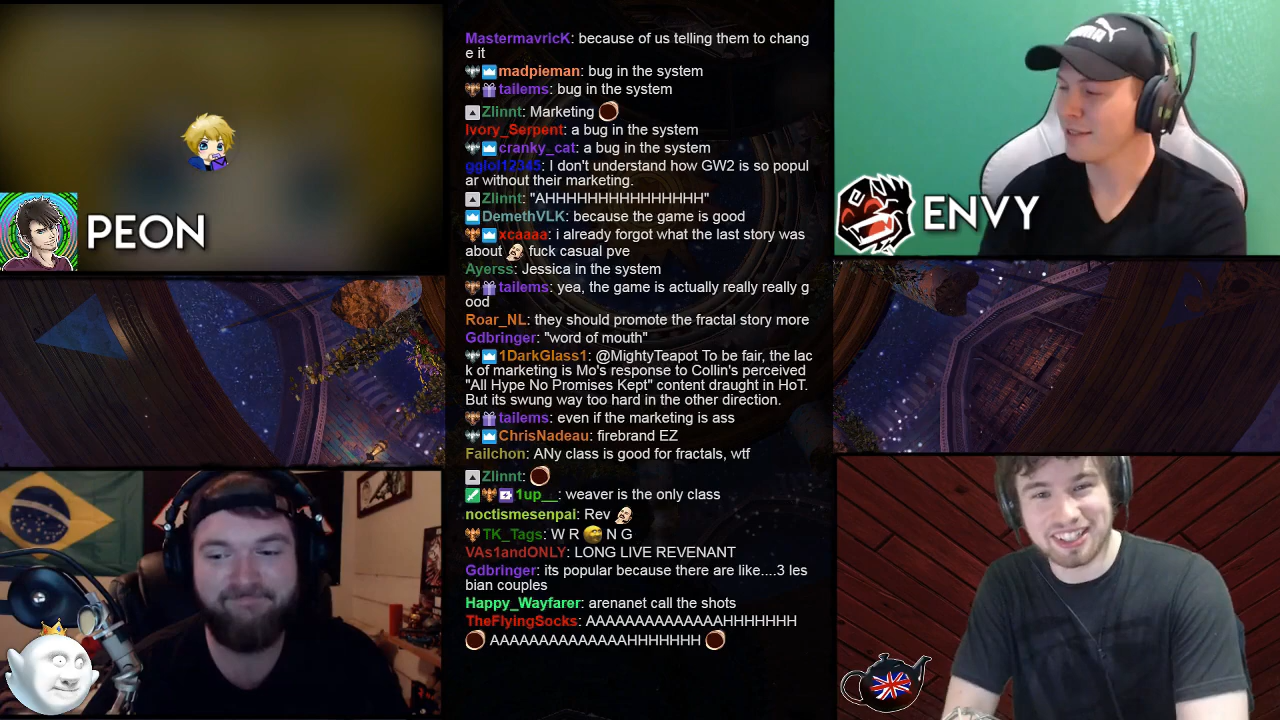 MastermavricK: because of us telling them to chang
e it
madpieman: bug in the system
tailems: bug in the system
Zlinnt: Marketing
Ivory_Serpent: a bug in the system
cranky_cat: a bug in the system
gglol12345: I don't understand how GW2 is so popul
ar without their marketing.
Zlinnt: "AHHHHHHHHHHHHHHH"
DemethVLK: because the game is good
xcaaaa: i already forgot what the last story was
about fuck casual pve
Ayerss: Jessica in the system
tailems: yea, the game is actually really really g
ood
Roar_NL: they should promote the fractal story more
Gdbringer: "word of mouth"
1DarkGlass1: @MightyTeapot To be fair, the lac
k of marketing is Mo's response to Collin's perceived
"All Hype No Promises Kept" content draught in HoT.
But its swung way too hard in the other direction.
tailems: even if the marketing is ass
ChrisNadeau: firebrand EZ
Failchon: ANy class is good for fractals, wtf
Zlinnt:
1up__: weaver is the only class
noctismesenpai: Rev
TK_Tags: W R N G
VAs1andONLY: LONG LIVE REVENANT
Gdbringer: its popular because there are like....3 les
bian couples
Happy_Wayfarer: arenanet call the shots
TheFlyingSocks: AAAAAAAAAAAAAAHHHHHHH
AAAAAAAAAAAAAAHHHHHHH
PEON
ENVY
PUMA